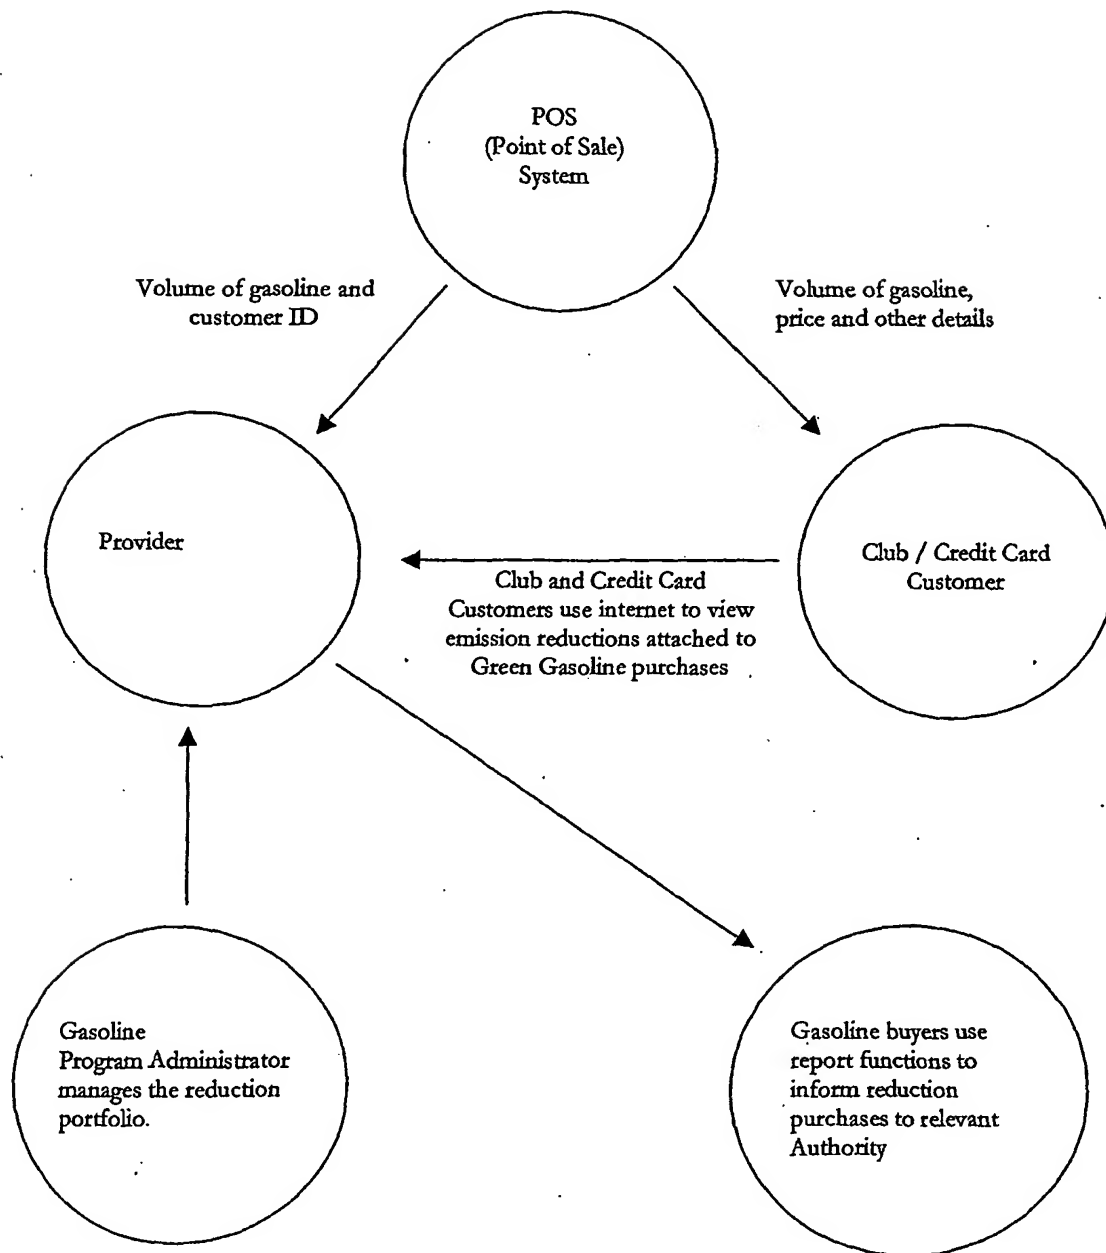 POS
(Point of Sale)
System
Volume of gasoline and
customer ID
Volume of gasoline,
price and other details
Provider
Club / Credit Card
Customer
Club and Credit Card
Customers use internet to view
emission reductions attached to
Green Gasoline purchases
Gasoline
Program Administrator
manages the reduction
portfolio.
Gasoline buyers use
report functions to
inform reduction
purchases to relevant
Authority